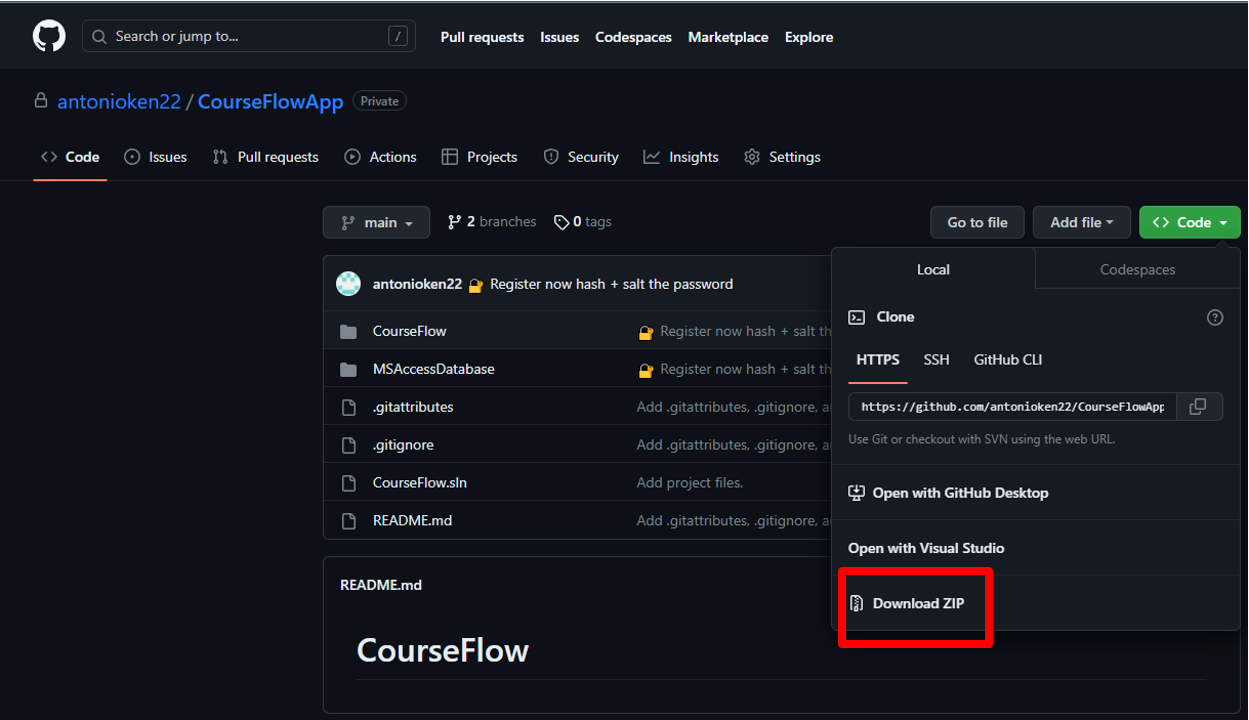 Search or jump to... / Pull requests Issues Codespaces Marketplace Explore
antonioken22 / CourseFlowApp Private
Code Issues Pull requests Actions Projects Security Insights Settings
main 2 branches 0 tags Go to file Add file Code
Local Codespaces
antonioken22 🔐 Register now hash + salt the password
Clone
CourseFlow 🔐 Register now hash + salt th
HTTPS SSH GitHub CLI
MSAccessDatabase 🔐 Register now hash + salt th
https://github.com/antonioken22/CourseFlowApp
.gitattributes Add .gitattributes, .gitignore, a
Use Git or checkout with SVN using the web URL.
.gitignore Add .gitattributes, .gitignore, a
CourseFlow.sln Add project files.
Open with GitHub Desktop
README.md Add .gitattributes, .gitignore, a
Open with Visual Studio
README.md
Download ZIP
CourseFlow